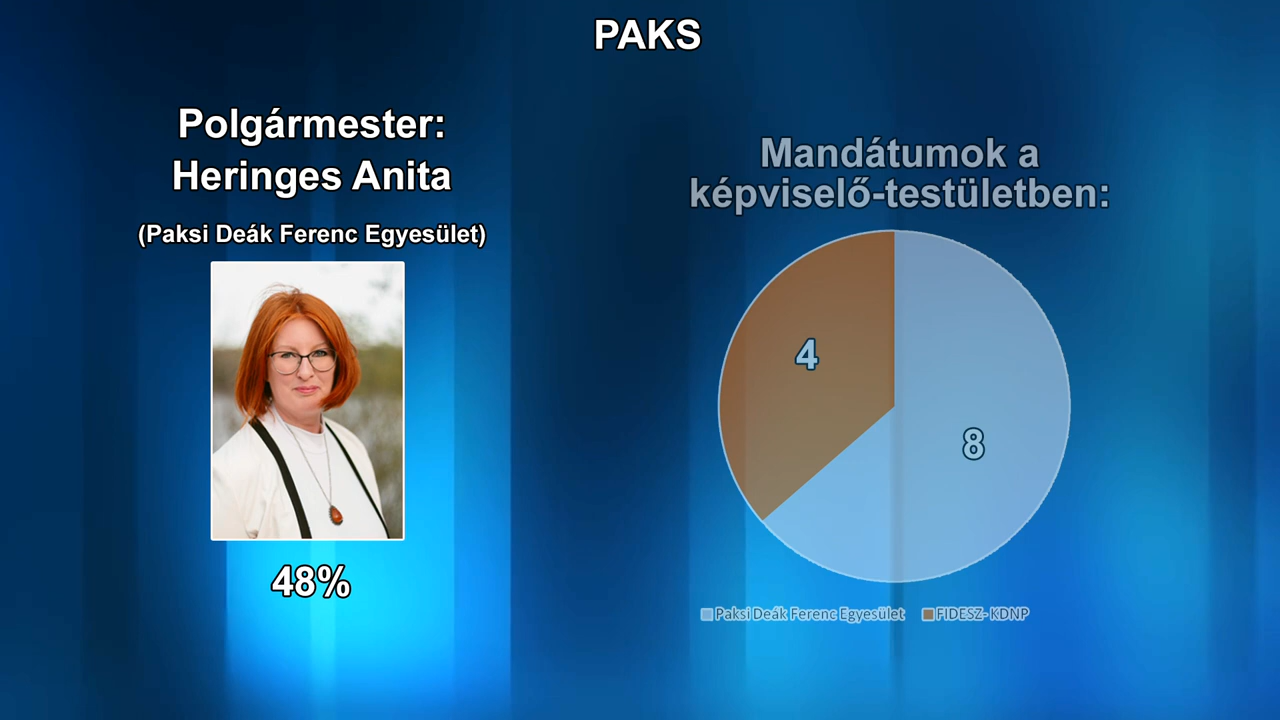 PAKS
Polgármester:
Heringes Anita
(Paksi Deák Ferenc Egyesület)
48%
Mandátumok a
képviselő-testületben:
4
8
Paksi Deák Ferenc Egyesület
FIDESZ- KDNP